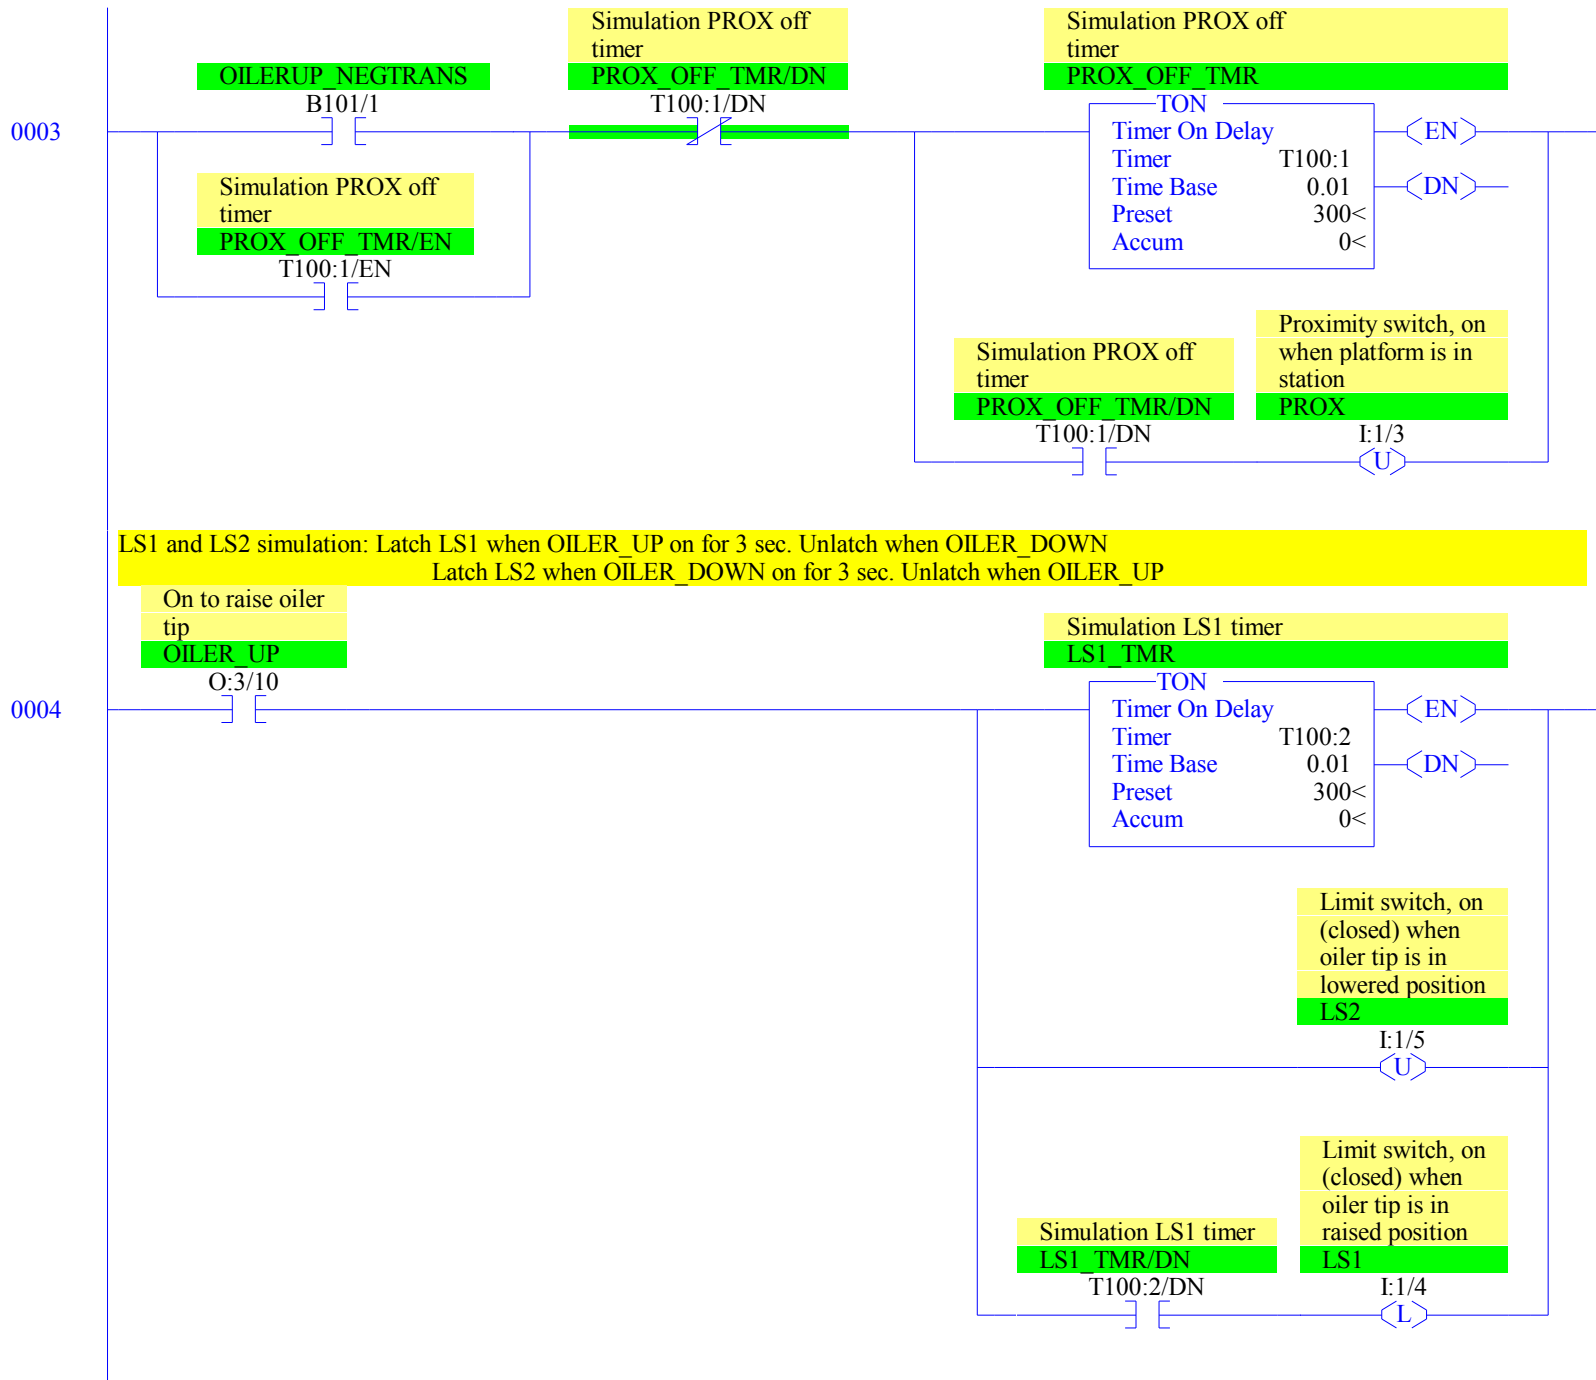 Simulation PROX off
timer
PROX_OFF_TMR/DN
T100:1/DN
Simulation PROX off
timer
PROX_OFF_TMR
OILERUP_NEGTRANS
B101/1
0003
TON
Timer On Delay
Timer T100:1
Time Base 0.01
Preset 300<
Accum 0<
EN
DN
Simulation PROX off
timer
PROX_OFF_TMR/EN
T100:1/EN
Simulation PROX off
timer
PROX_OFF_TMR/DN
T100:1/DN
Proximity switch, on
when platform is in
station
PROX
I:1/3
U
LS1 and LS2 simulation: Latch LS1 when OILER_UP on for 3 sec. Unlatch when OILER_DOWN
Latch LS2 when OILER_DOWN on for 3 sec. Unlatch when OILER_UP
On to raise oiler
tip
OILER_UP
O:3/10
0004
Simulation LS1 timer
LS1_TMR
TON
Timer On Delay
Timer T100:2
Time Base 0.01
Preset 300<
Accum 0<
EN
DN
Limit switch, on
(closed) when
oiler tip is in
lowered position
LS2
I:1/5
U
Simulation LS1 timer
LS1_TMR/DN
T100:2/DN
Limit switch, on
(closed) when
oiler tip is in
raised position
LS1
I:1/4
L